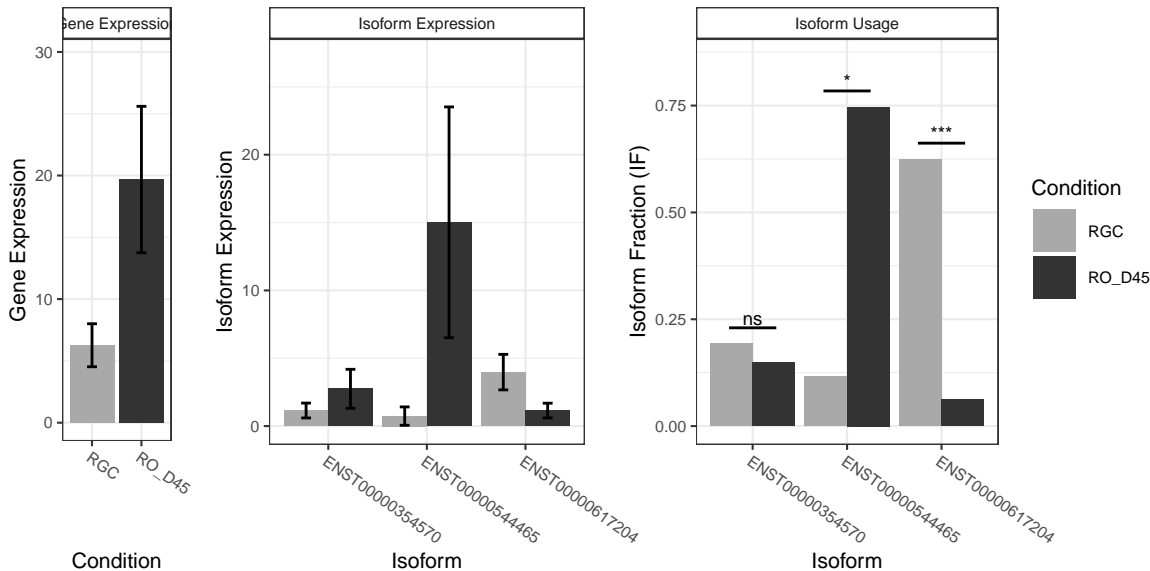 Gene Expression
Isoform Expression
Isoform Usage
Gene Expression
30
20
10
0
RGC
RO_D45
Condition
Isoform Expression
20
10
0
ENST00000354570
ENST00000544465
ENST00000617204
Isoform
Isoform Fraction (IF)
0.75
0.50
0.25
0.00
ns
*
***
ENST00000354570
ENST00000544465
ENST00000617204
Isoform
Condition
RGC
RO_D45